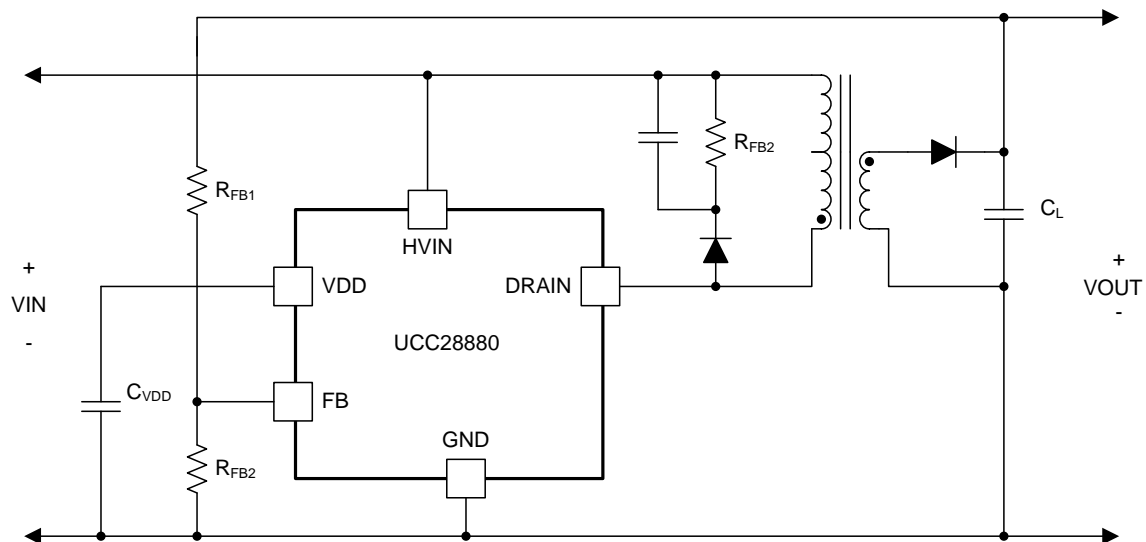 R_FB2
R_FB1
C_L
HVIN
+
VIN
-
VDD
DRAIN
+
VOUT
-
UCC28880
C_VDD
FB
GND
R_FB2